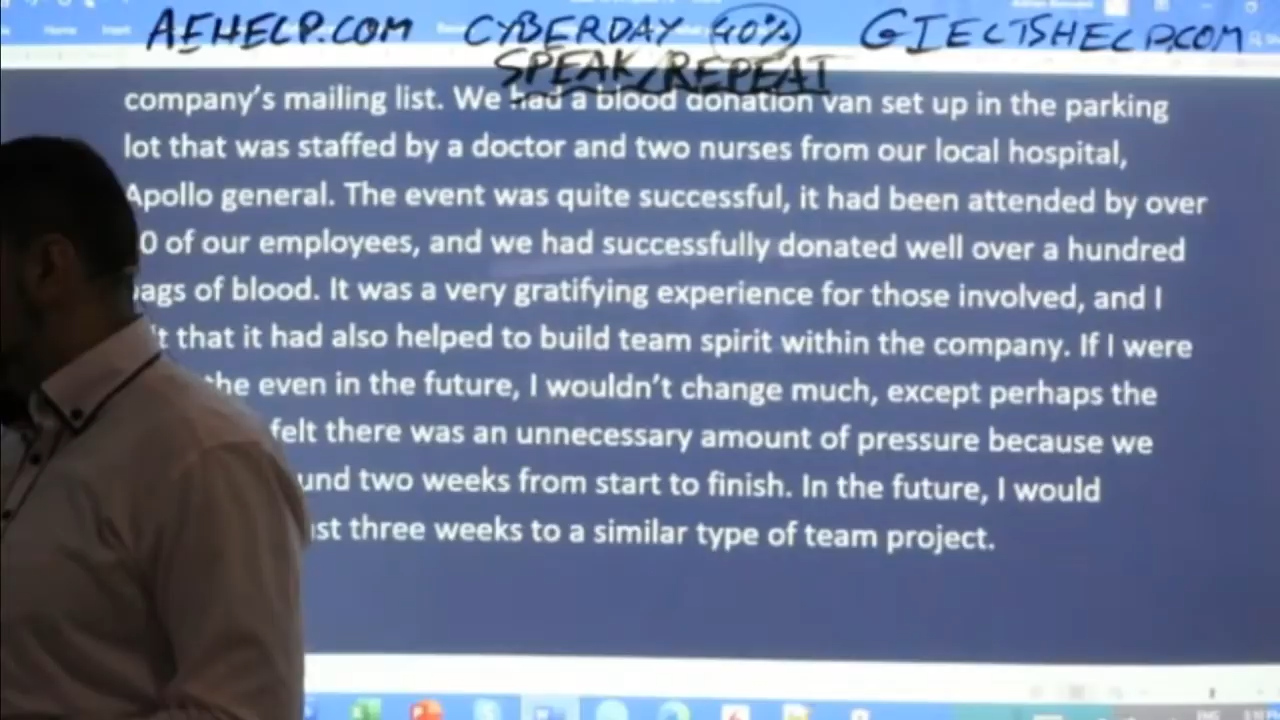 AEHELP.COM CYBERDAY 40% GIELTSHELP.COM
SPEAK/REPEAT
company's mailing list. We had a blood donation van set up in the parking
lot that was staffed by a doctor and two nurses from our local hospital,
Apollo general. The event was quite successful, it had been attended by over
0 of our employees, and we had successfully donated well over a hundred
ags of blood. It was a very gratifying experience for those involved, and I
lt that it had also helped to build team spirit within the company. If I were
the even in the future, I wouldn't change much, except perhaps the
felt there was an unnecessary amount of pressure because we
und two weeks from start to finish. In the future, I would
st three weeks to a similar type of team project.